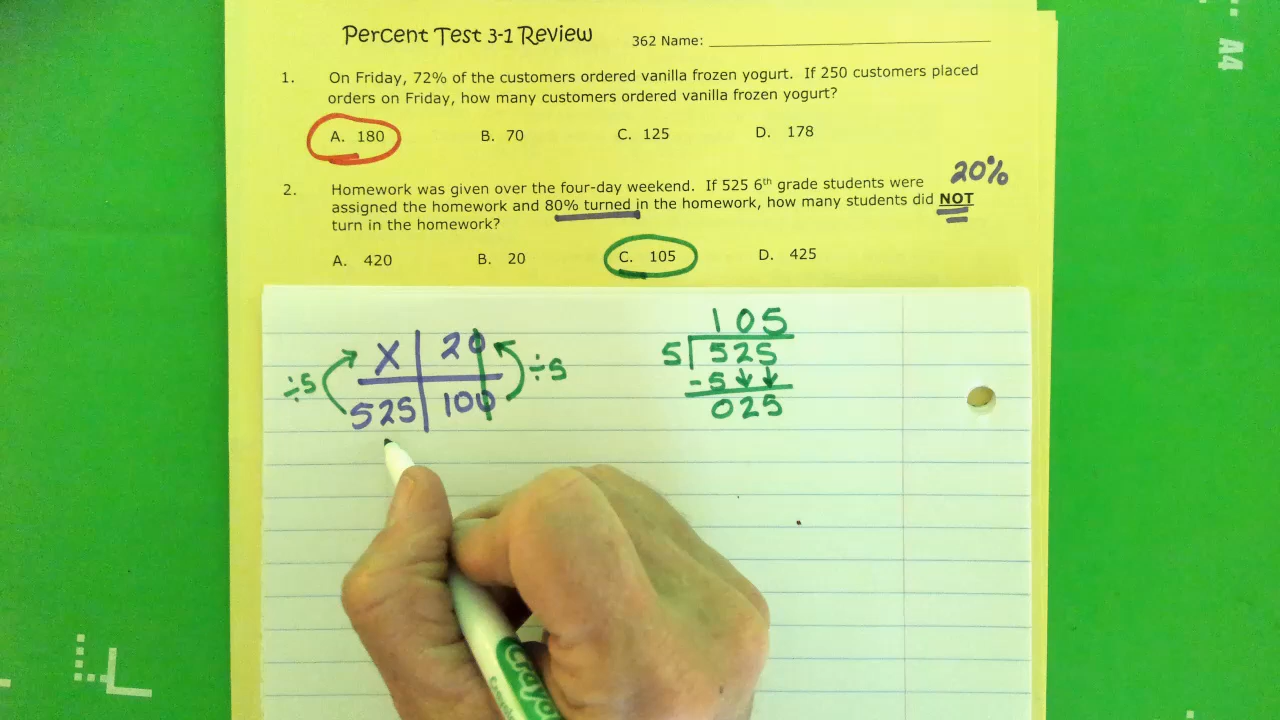 Percent Test 3-1 Review 362 Name:
1. On Friday, 72% of the customers ordered vanilla frozen yogurt. If 250 customers placed
orders on Friday, how many customers ordered vanilla frozen yogurt?
A. 180 B. 70 C. 125 D. 178
20%
2. Homework was given over the four-day weekend. If 525 6th grade students were
assigned the homework and 80% turned in the homework, how many students did NOT
turn in the homework?
A. 420 B. 20 C. 105 D. 425
X 20
÷5 ÷5
525 100
105
5 525
-5
025
A4
Crayo